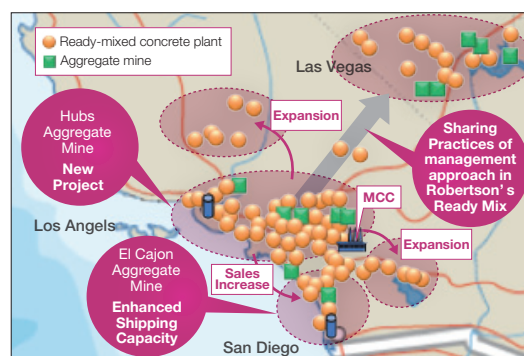 Ready-mixed concrete plant
Aggregate mine
Las Vegas
Hubs
Aggregate
Mine
New
Project
Expansion
Sharing
Practices of
management
approach in
Robertson's
Ready Mix
MCC
Los Angels
Expansion
El Cajon
Aggregate
Mine
Enhanced
Shipping
Capacity
Sales
Increase
San Diego